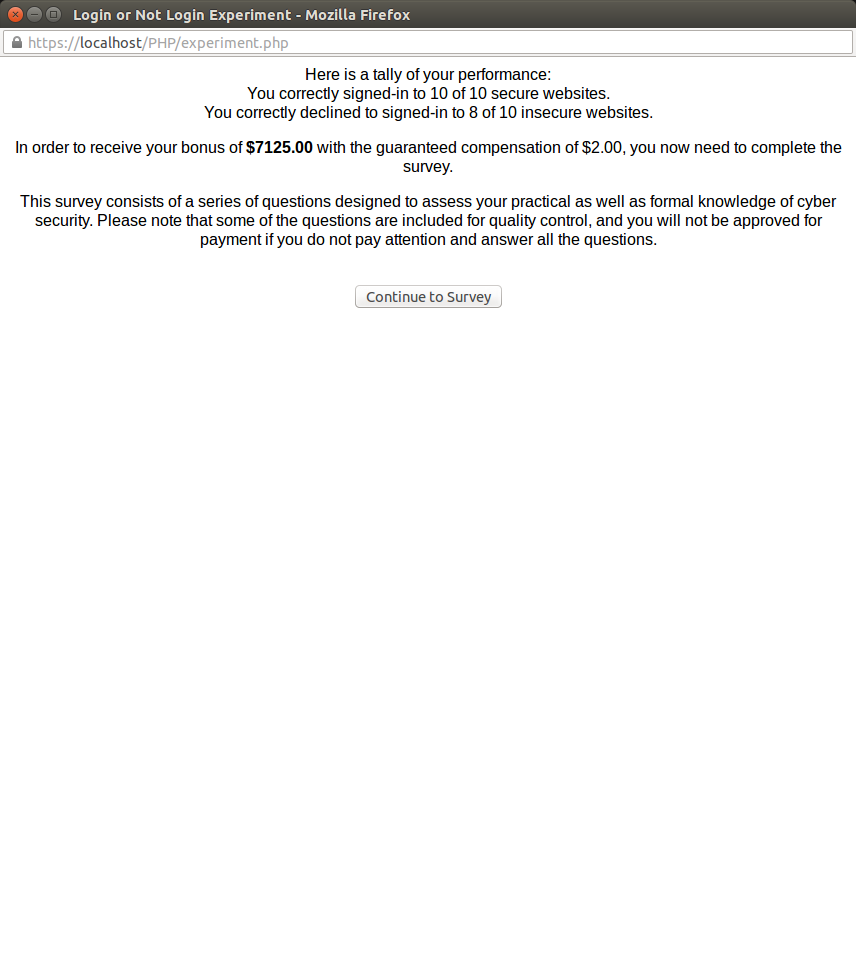 Login or Not Login Experiment - Mozilla Firefox
https://localhost/PHP/experiment.php
Here is a tally of your performance:
You correctly signed-in to 10 of 10 secure websites.
You correctly declined to signed-in to 8 of 10 insecure websites.
In order to receive your bonus of $7125.00 with the guaranteed compensation of $2.00, you now need to complete the
survey.
This survey consists of a series of questions designed to assess your practical as well as formal knowledge of cyber
security. Please note that some of the questions are included for quality control, and you will not be approved for
payment if you do not pay attention and answer all the questions.
Continue to Survey